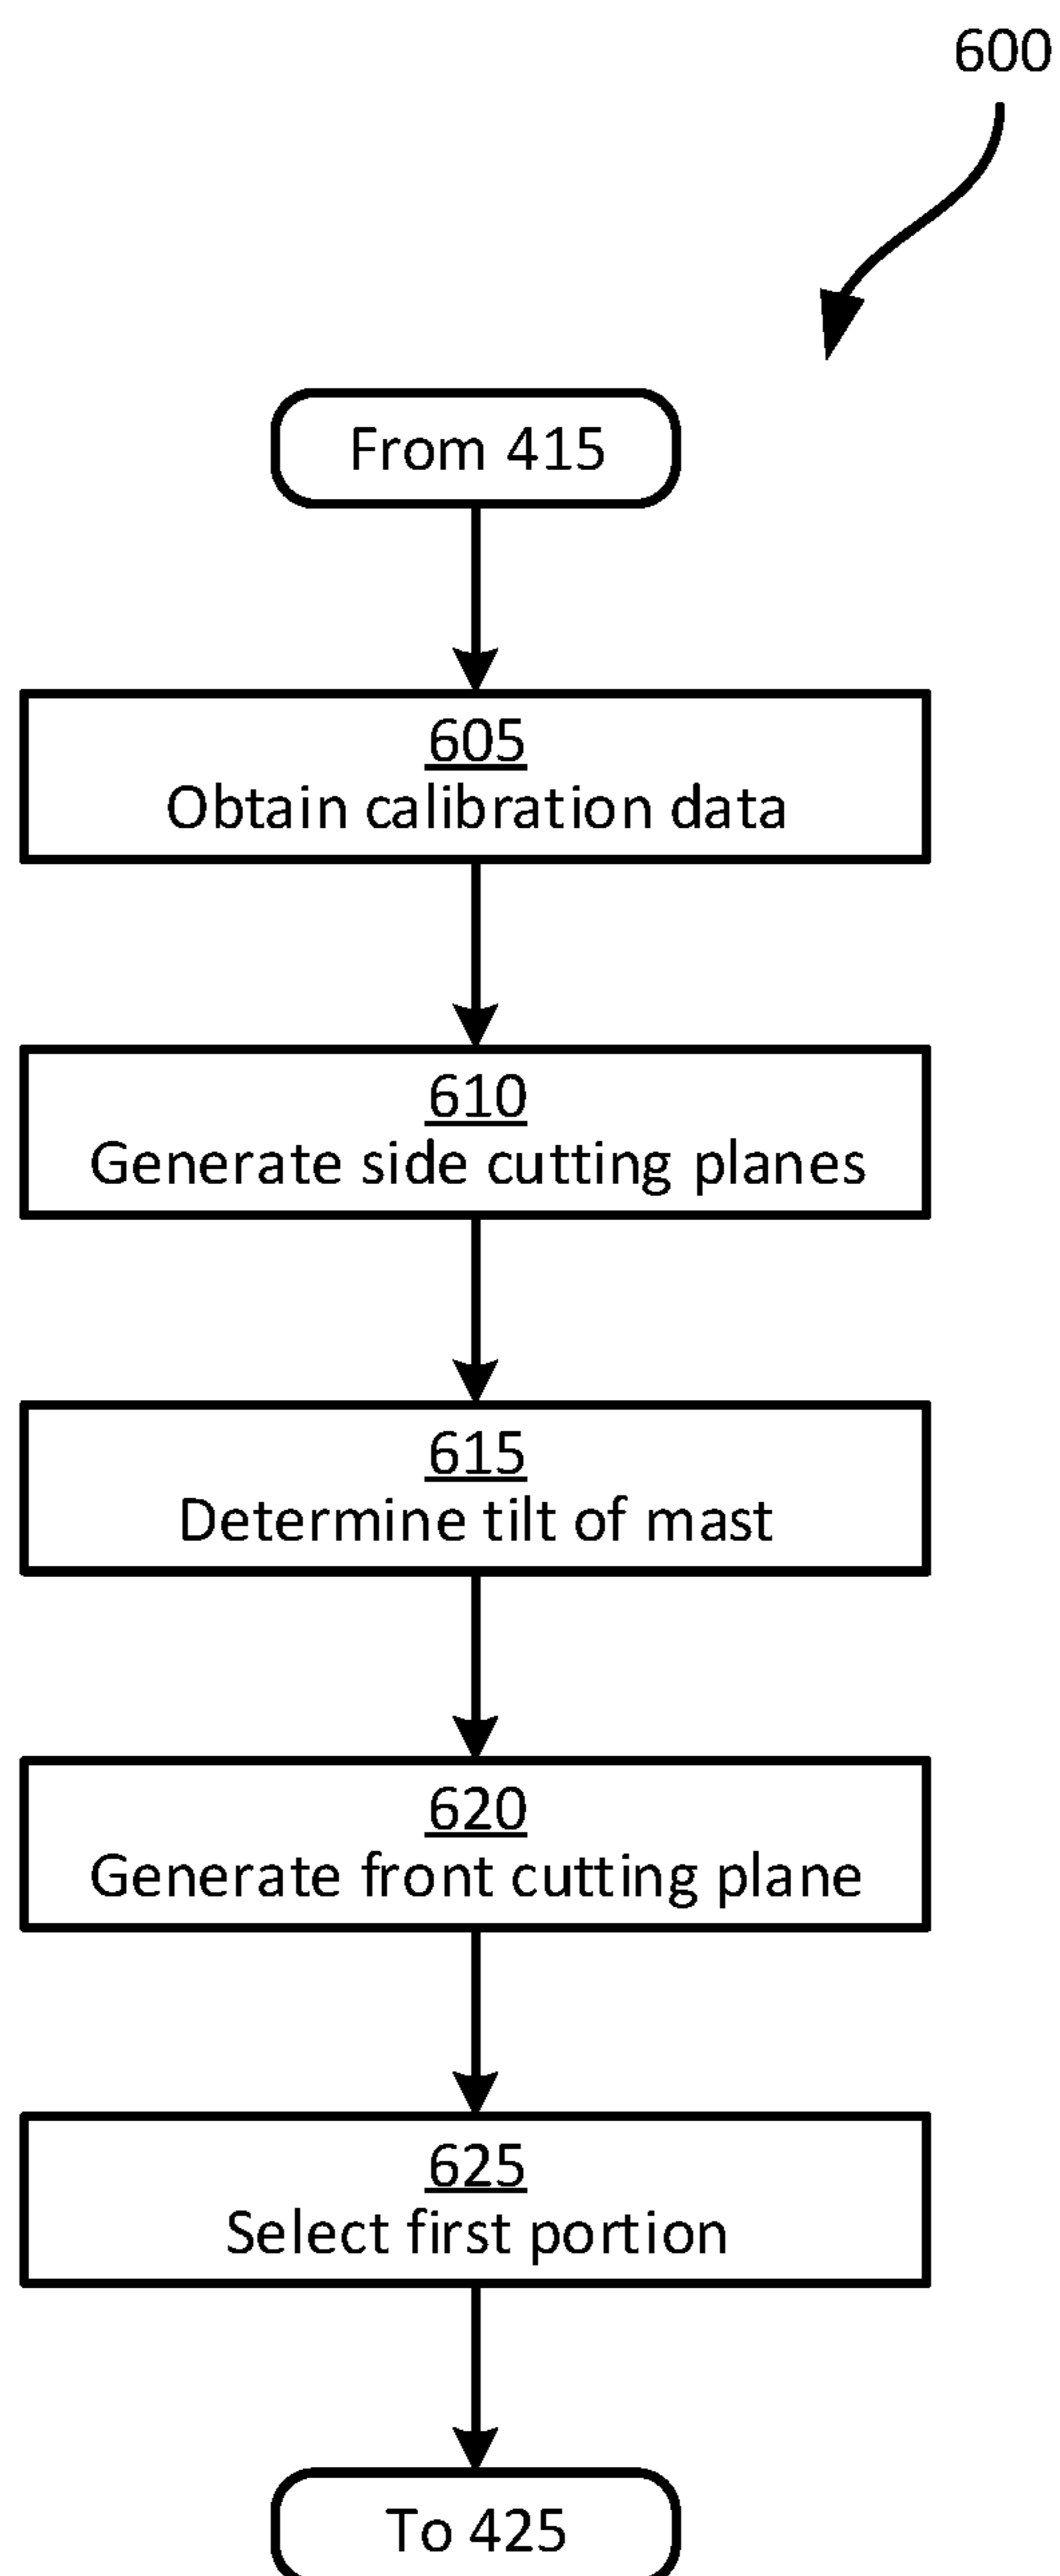 600
From 415
605
Obtain calibration data
610
Generate side cutting planes
615
Determine tilt of mast
620
Generate front cutting plane
625
Select first portion
To 425